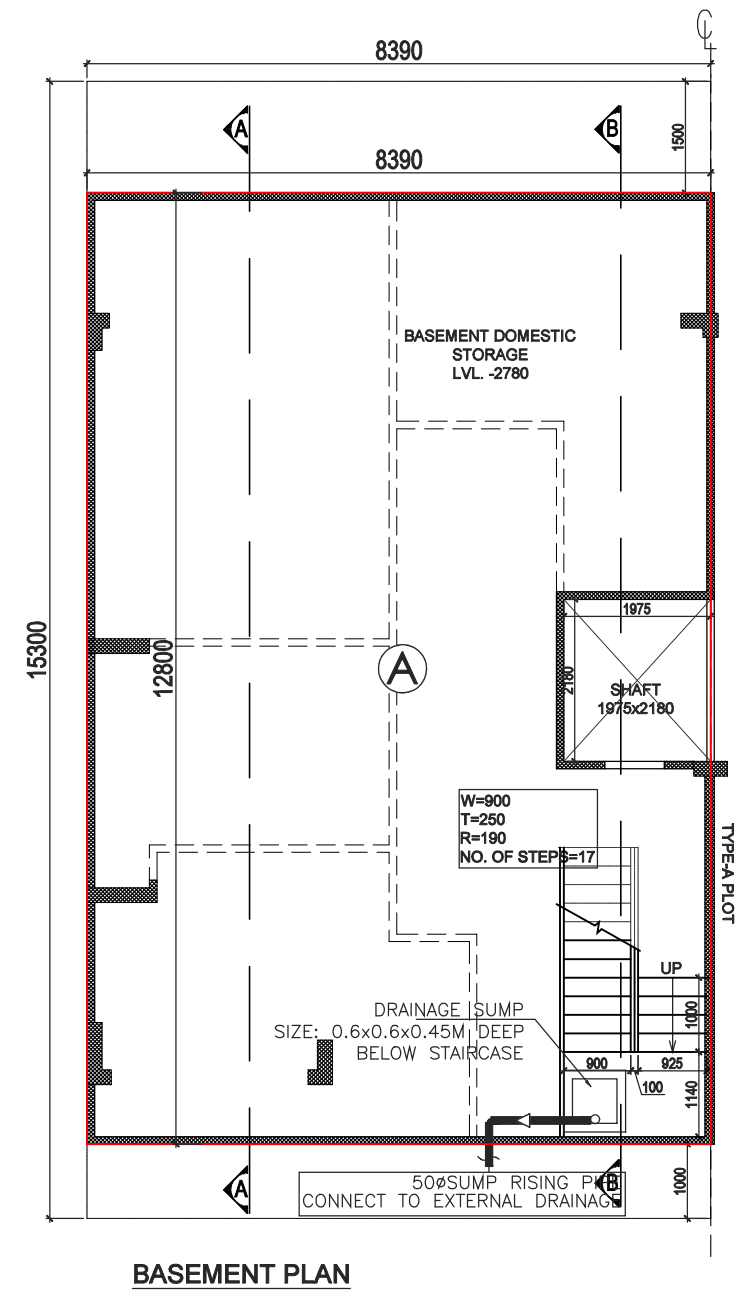 ℄
8390
A
B
1500
8390
BASEMENT DOMESTIC
STORAGE
LVL. -2780
15300
12800
A
1975
2180
SHAFT
1975x2180
W=900
T=250
R=190
NO. OF STEPS=17
TYPE-A PLOT
UP
1000
DRAINAGE SUMP
SIZE: 0.6x0.6x0.45M DEEP
BELOW STAIRCASE
900
925
100
1140
A
B
50øSUMP RISING PIPE
CONNECT TO EXTERNAL DRAINAGE
1000
BASEMENT PLAN